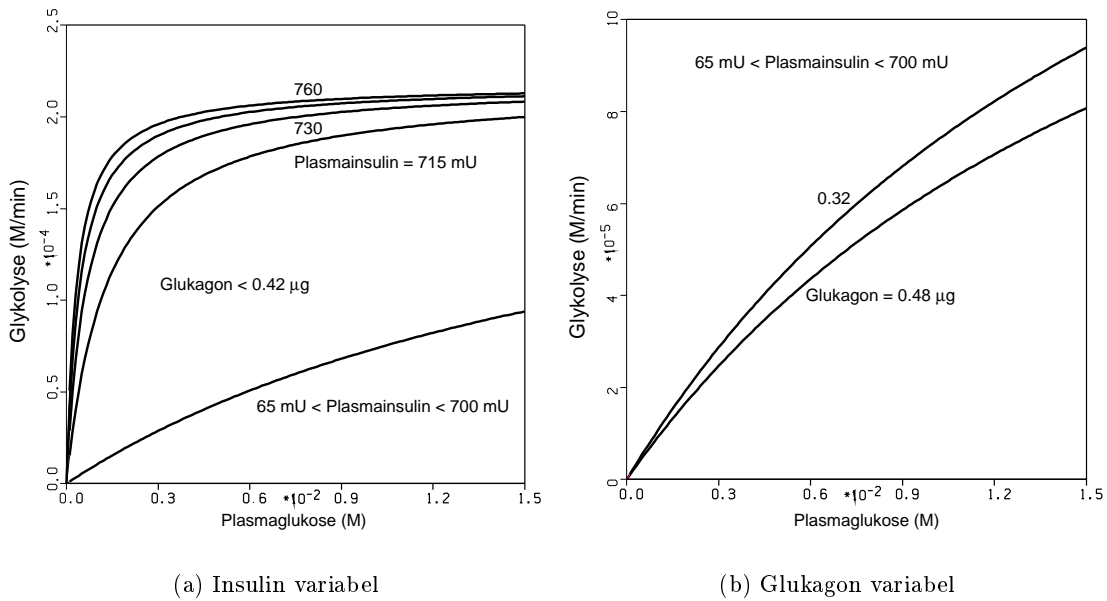 2.5
2.0
1.5
1.0
0.5
0.0
Glykolyse (M/min)
*10⁻⁴
760
730
Plasmainsulin = 715 mU
Glukagon < 0.42 µg
65 mU < Plasmainsulin < 700 mU
0.0 0.3 0.6 *10⁻² 0.9 1.2 1.5
Plasmaglukose (M)
(a) Insulin variabel
10
8
6
4
2
0
Glykolyse (M/min)
*10⁻⁵
65 mU < Plasmainsulin < 700 mU
0.32
Glukagon = 0.48 µg
0.0 0.3 0.6 *10⁻² 0.9 1.2 1.5
Plasmaglukose (M)
(b) Glukagon variabel